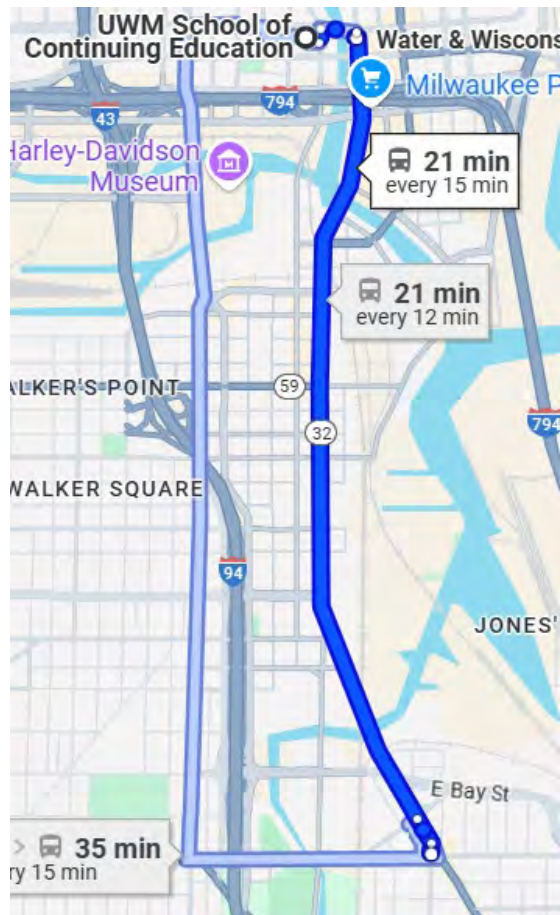 UWM School of
Continuing Education
Water & Wiscons
794
43
Milwaukee P
Harley-Davidson
Museum
21 min
every 15 min
21 min
every 12 min
ALKER'S POINT
59
794
32
WALKER SQUARE
94
JONES'
E Bay St
35 min
ry 15 min